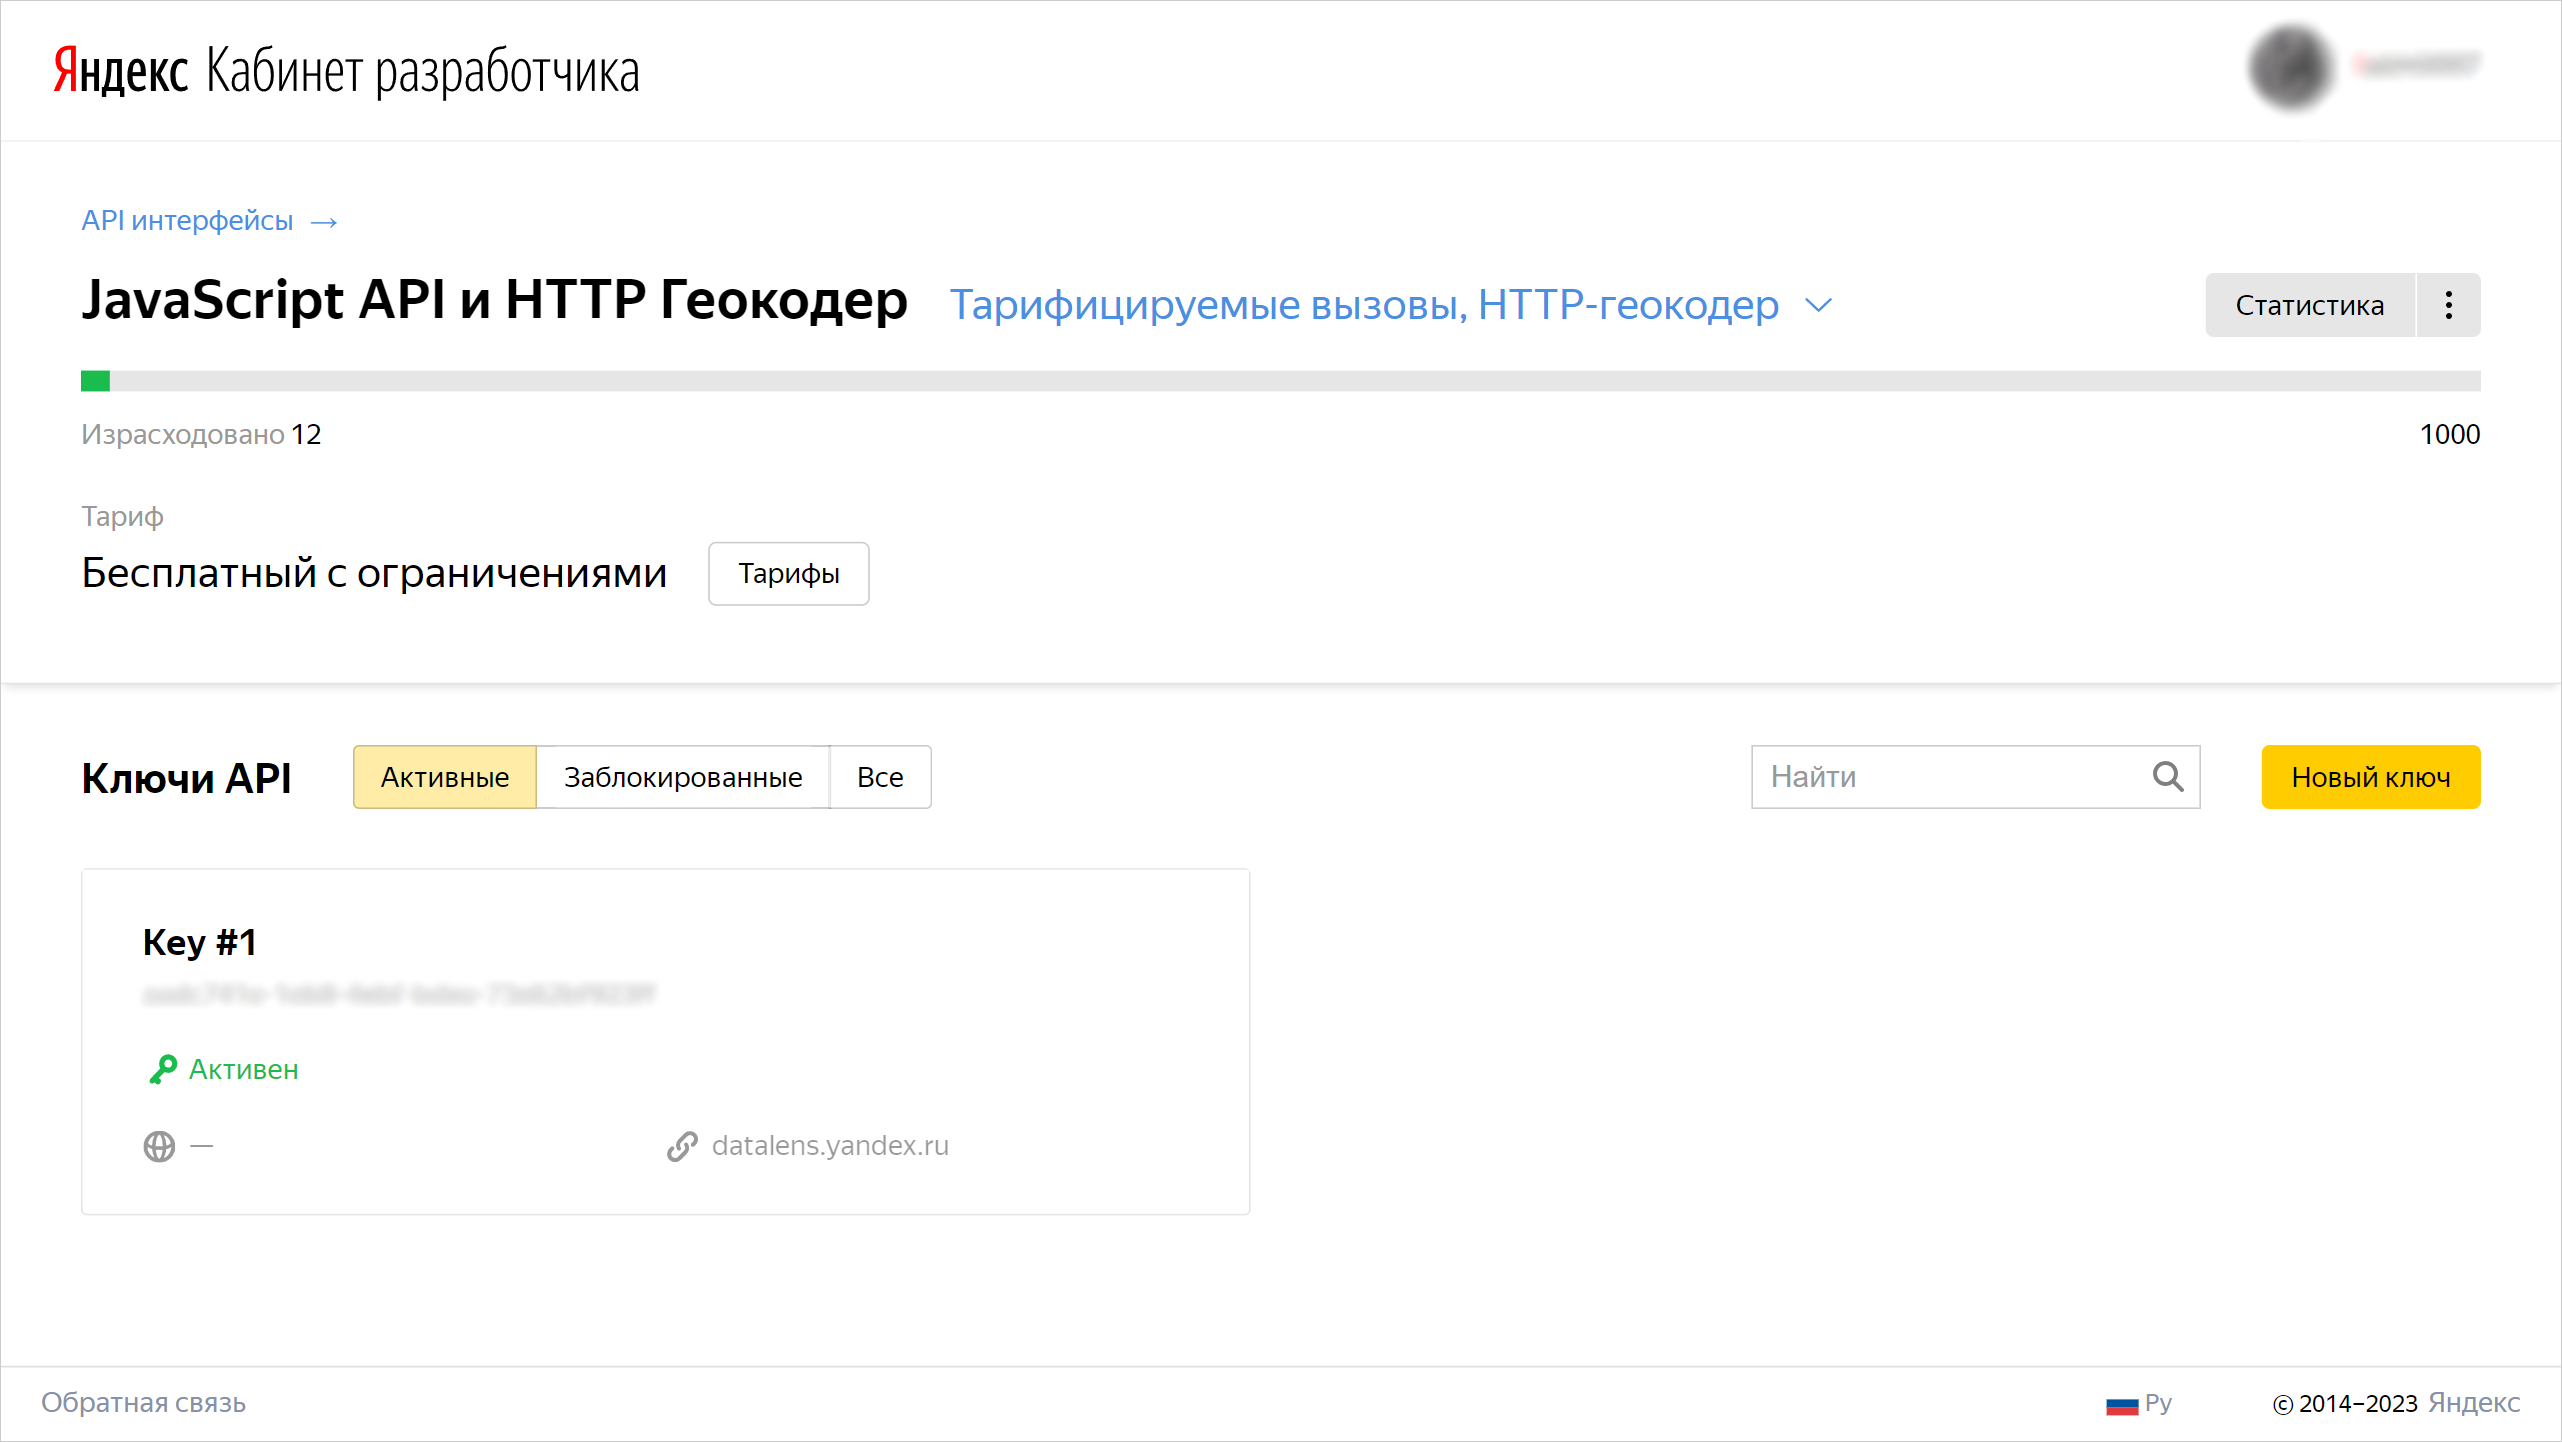 Яндекс Кабинет разработчика
API интерфейсы →
JavaScript API и HTTP Геокодер Тарифицируемые вызовы, HTTP-геокодер
Статистика
Израсходовано 12
1000
Тариф
Бесплатный с ограничениями Тарифы
Ключи API Активные Заблокированные Все Найти Новый ключ
Key #1
Активен
— datalens.yandex.ru
Обратная связь Ру © 2014–2023 Яндекс